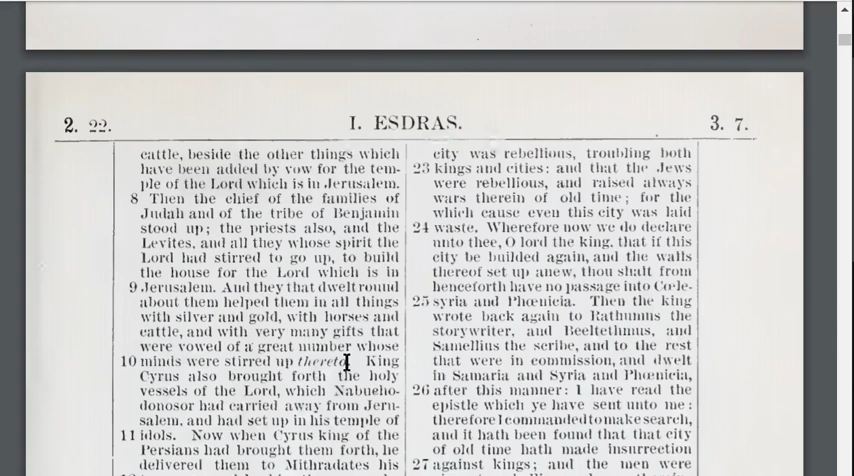 2. 22.
I. ESDRAS.
3. 7.
cattle, beside the other things which
have been added by vow for the tem-
ple of the Lord which is in Jerusalem.
8 Then the chief of the families of
Judah and of the tribe of Benjamin
stood up; the priests also, and the
Levites, and all they whose spirit the
Lord had stirred to go up, to build
the house for the Lord which is in
9 Jerusalem. And they that dwelt round
about them helped them in all things
with silver and gold, with horses and
cattle, and with very many gifts that
were vowed of a great number whose
10 minds were stirred up thereto. King
Cyrus also brought forth the holy
vessels of the Lord, which Nabucho-
donosor had carried away from Jeru-
salem, and had set up in his temple of
11 idols. Now when Cyrus king of the
Persians had brought them forth, he
delivered them to Mithradates his
city was rebellious, troubling both
23 kings and cities: and that the Jews
were rebellious, and raised always
wars therein of old time; for the
which cause even this city was laid
24 waste. Wherefore now we do declare
unto thee, O lord the king, that if this
city be builded again, and the walls
thereof set up anew, thou shalt from
henceforth have no passage into Cœle-
25 syria and Phœnicia. Then the king
wrote back again to Rathumus the
storywriter, and Beeltethmus, and
Samellius the scribe, and to the rest
that were in commission, and dwelt
in Samaria and Syria and Phœnicia,
26 after this manner: I have read the
epistle which ye have sent unto me:
therefore I commanded to make search,
and it hath been found that that city
of old time hath made insurrection
27 against kings; and the men were